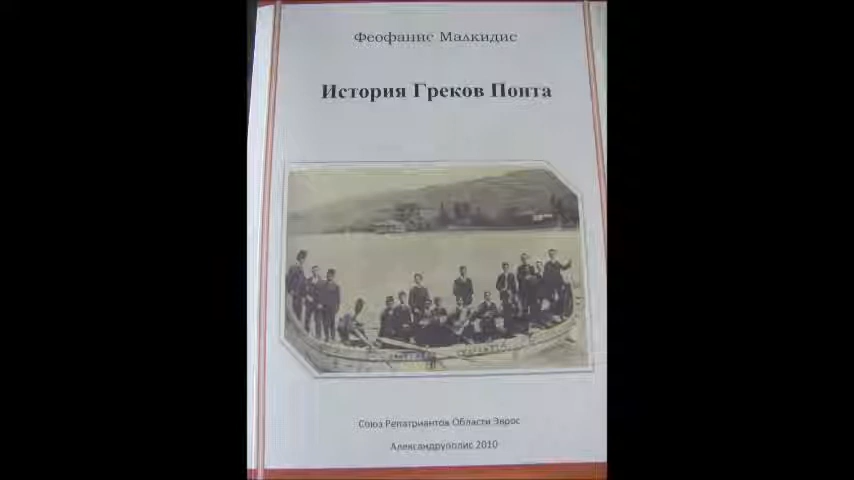 Феофанис Малкидис
История Греков Понта
Союз Репатриантов Области Эврос
Александруполис 2010